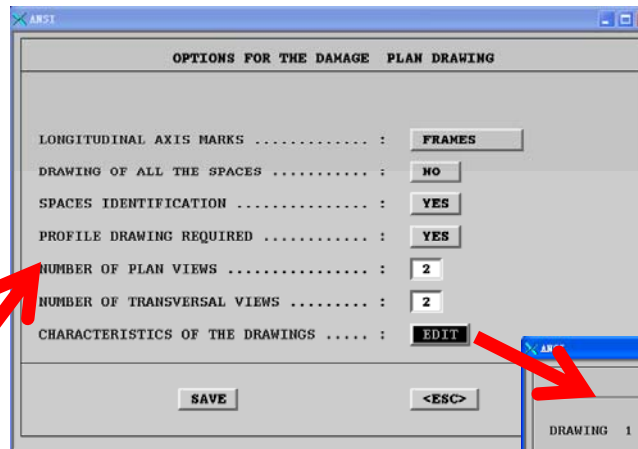 ANSI
OPTIONS FOR THE DAMAGE PLAN DRAWING
LONGITUDINAL AXIS MARKS ............. : FRAMES
DRAWING OF ALL THE SPACES ........... : NO
SPACES IDENTIFICATION ............... : YES
PROFILE DRAWING REQUIRED ............ : YES
NUMBER OF PLAN VIEWS ................ : 2
NUMBER OF TRANSVERSAL VIEWS ......... : 2
CHARACTERISTICS OF THE DRAWINGS ..... : EDIT
SAVE <ESC>
ANSI
DRAWING 1